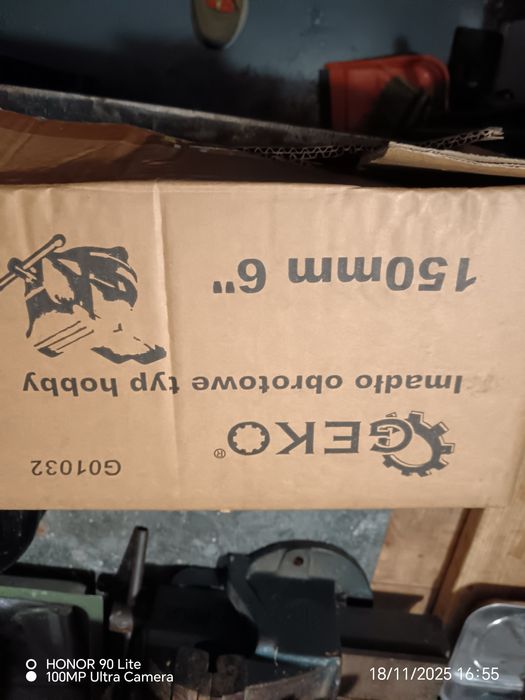 GEKO®
G01032
Imadło obrotowe typ hobby
150mm 6"
HONOR 90 Lite
100MP Ultra Camera
18/11/2025 16:55